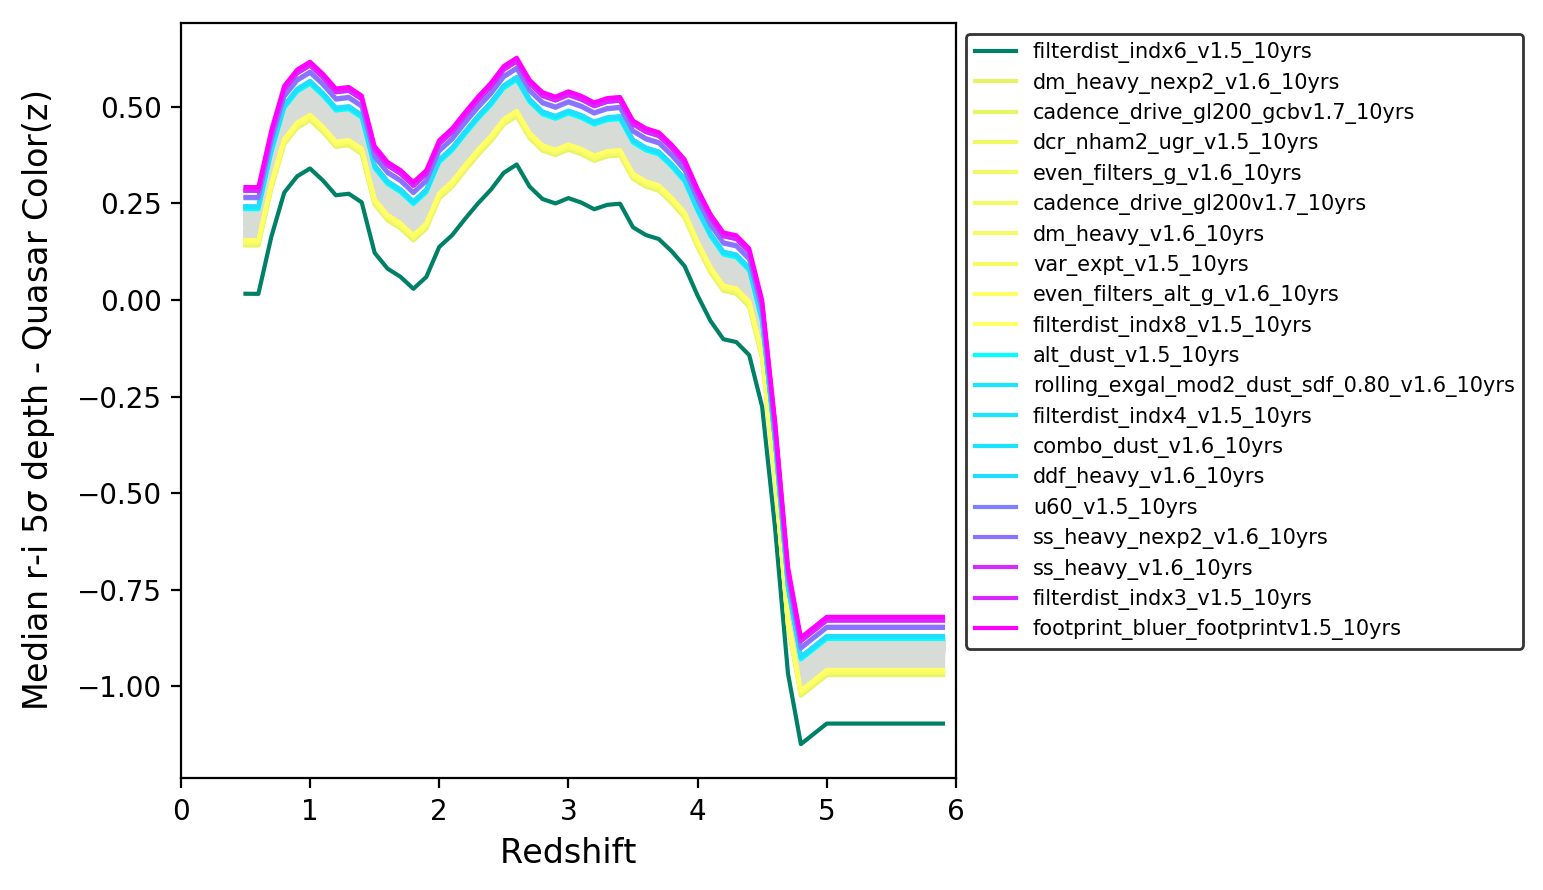 Median r-i 5σ depth - Quasar Color(z)
0.50
0.25
0.00
−0.25
−0.50
−0.75
−1.00
0 1 2 3 4 5 6
Redshift
filterdist_indx6_v1.5_10yrs
dm_heavy_nexp2_v1.6_10yrs
cadence_drive_gl200_gcbv1.7_10yrs
dcr_nham2_ugr_v1.5_10yrs
even_filters_g_v1.6_10yrs
cadence_drive_gl200v1.7_10yrs
dm_heavy_v1.6_10yrs
var_expt_v1.5_10yrs
even_filters_alt_g_v1.6_10yrs
filterdist_indx8_v1.5_10yrs
alt_dust_v1.5_10yrs
rolling_exgal_mod2_dust_sdf_0.80_v1.6_10yrs
filterdist_indx4_v1.5_10yrs
combo_dust_v1.6_10yrs
ddf_heavy_v1.6_10yrs
u60_v1.5_10yrs
ss_heavy_nexp2_v1.6_10yrs
ss_heavy_v1.6_10yrs
filterdist_indx3_v1.5_10yrs
footprint_bluer_footprintv1.5_10yrs